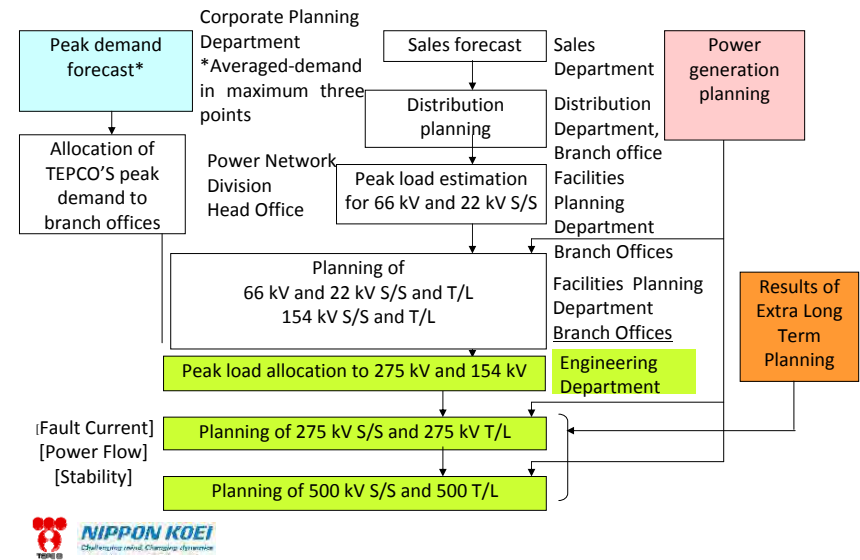 Peak demand
forecast*
Corporate Planning
Department
*Averaged-demand
in maximum three
points
Sales forecast
Sales
Department
Power
generation
planning
Distribution
planning
Distribution
Department,
Branch office
Allocation of
TEPCO'S peak
demand to
branch offices
Power Network
Division
Head Office
Peak load estimation
for 66 kV and 22 kV S/S
Facilities
Planning
Department
Branch Offices
Planning of
66 kV and 22 kV S/S and T/L
154 kV S/S and T/L
Facilities Planning
Department
Branch Offices
Results of
Extra Long
Term
Planning
Peak load allocation to 275 kV and 154 kV
Engineering
Department
[Fault Current]
[Power Flow]
[Stability]
Planning of 275 kV S/S and 275 kV T/L
Planning of 500 kV S/S and 500 T/L
TEPCO
NIPPON KOEI
Challenging mind, Changing dynamics